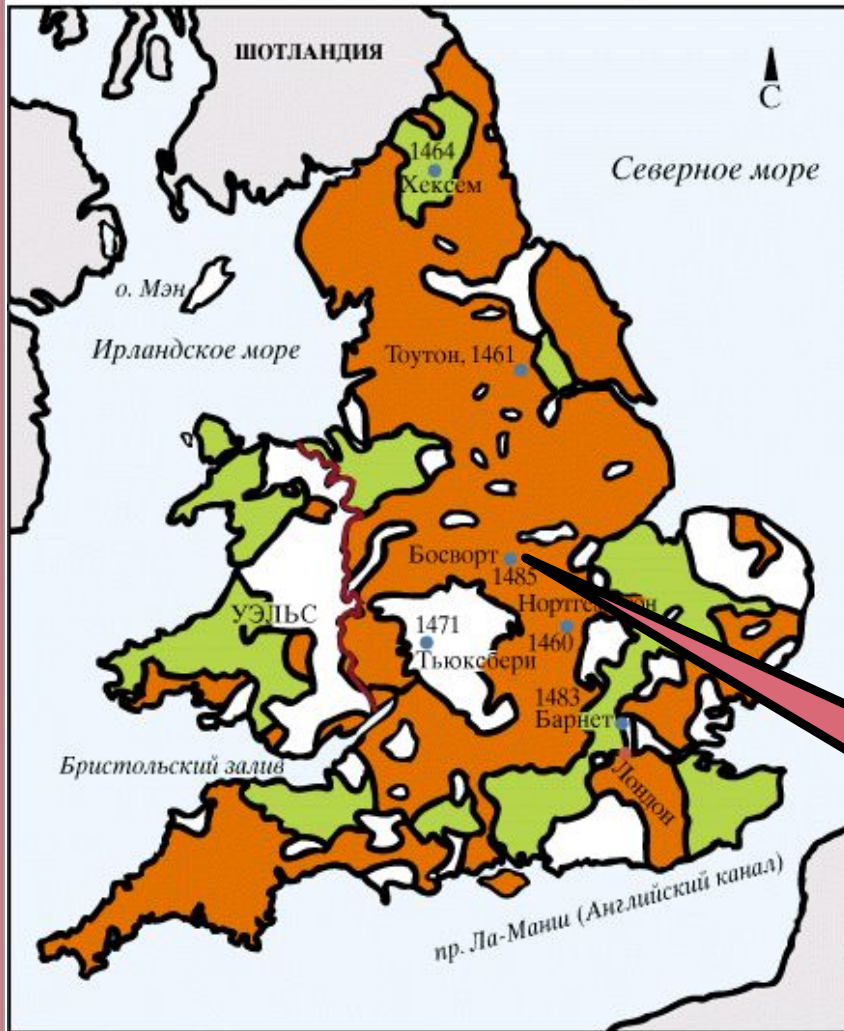 ШОТЛАНДИЯ
С
Северное море
1464
Хексем
о. Мэн
Ирландское море
Тоутон, 1461
Босворт
1485
УЭЛЬС
1471
Тьюксбери
1460
1483
Барнет
Лондон
Бристольский залив
пр. Ла-Манш (Английский канал)